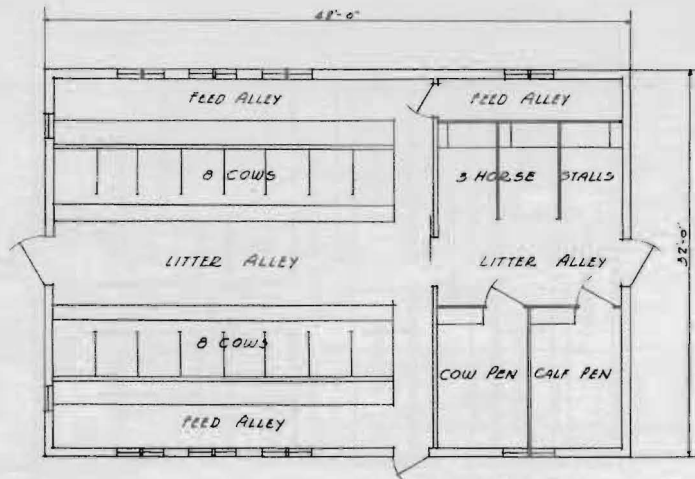 48'-0"
FEED ALLEY
FEED ALLEY
8 COWS
3 HORSE STALLS
32'-0"
LITTER ALLEY
LITTER ALLEY
8 COWS
COW PEN
CALF PEN
FEED ALLEY